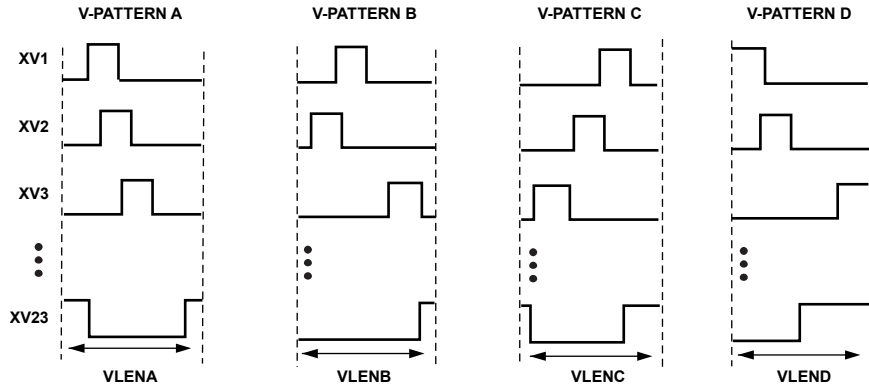 V-PATTERN A V-PATTERN B V-PATTERN C V-PATTERN D
XV1
XV2
XV3
XV23
VLENA VLENB VLENC VLEND